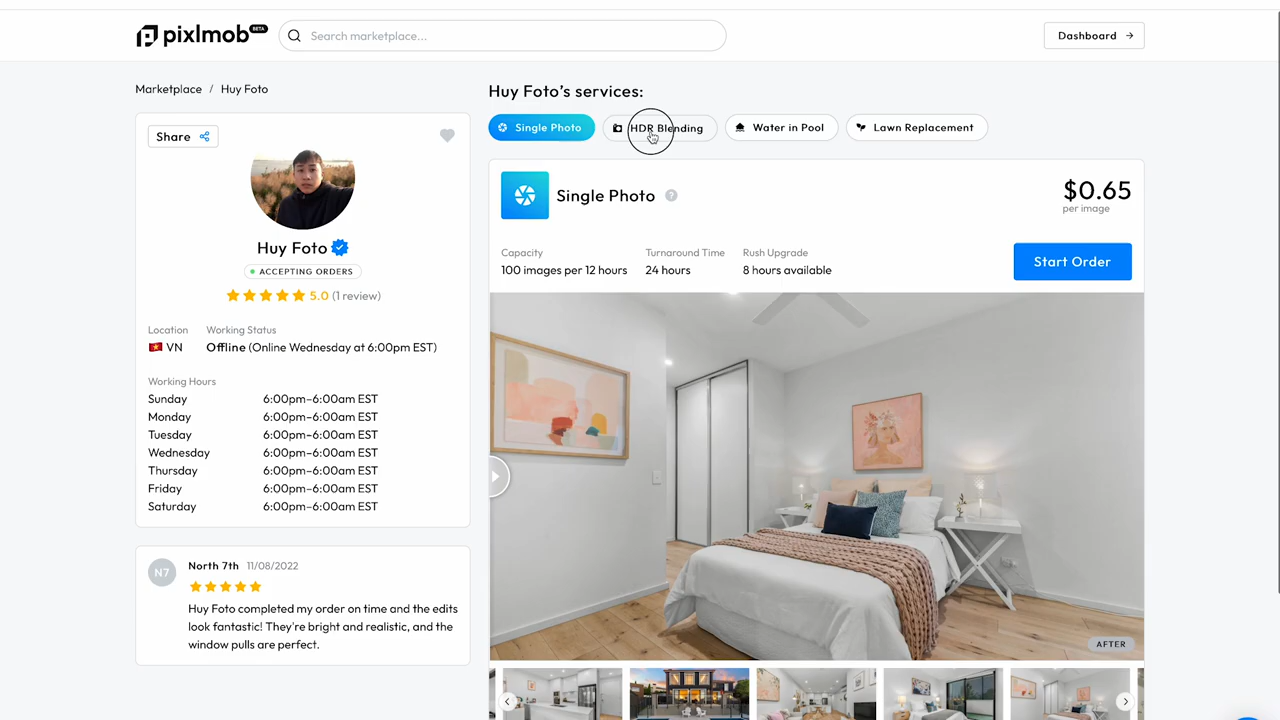 pixlmob BETA
Search marketplace...
Dashboard
Marketplace / Huy Foto
Share
Huy Foto
ACCEPTING ORDERS
5.0 (1 review)
Location
VN
Working Status
Offline (Online Wednesday at 6:00pm EST)
Working Hours
Sunday 6:00pm–6:00am EST
Monday 6:00pm–6:00am EST
Tuesday 6:00pm–6:00am EST
Wednesday 6:00pm–6:00am EST
Thursday 6:00pm–6:00am EST
Friday 6:00pm–6:00am EST
Saturday 6:00pm–6:00am EST
N7
North 7th 11/08/2022
Huy Foto completed my order on time and the edits
look fantastic! They're bright and realistic, and the
window pulls are perfect.
Huy Foto's services:
Single Photo
HDR Blending
Water in Pool
Lawn Replacement
Single Photo ?
$0.65
per image
Capacity
100 images per 12 hours
Turnaround Time
24 hours
Rush Upgrade
8 hours available
Start Order
AFTER